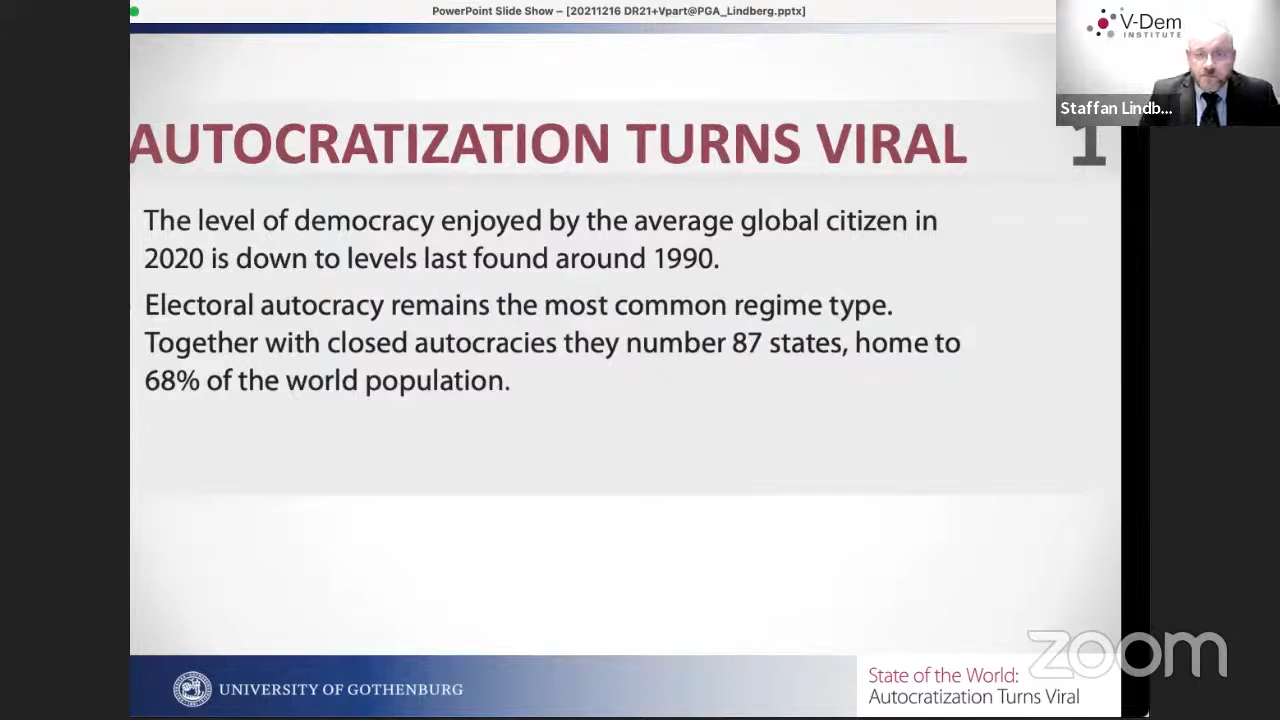 PowerPoint Slide Show – [20211216 DR21+Vpart@PGA_Lindberg.pptx]
V-Dem
INSTITUTE
Staffan Lindb...
AUTOCRATIZATION TURNS VIRAL
1
The level of democracy enjoyed by the average global citizen in
2020 is down to levels last found around 1990.
Electoral autocracy remains the most common regime type.
Together with closed autocracies they number 87 states, home to
68% of the world population.
zoom
UNIVERSITY OF GOTHENBURG
State of the World:
Autocratization Turns Viral